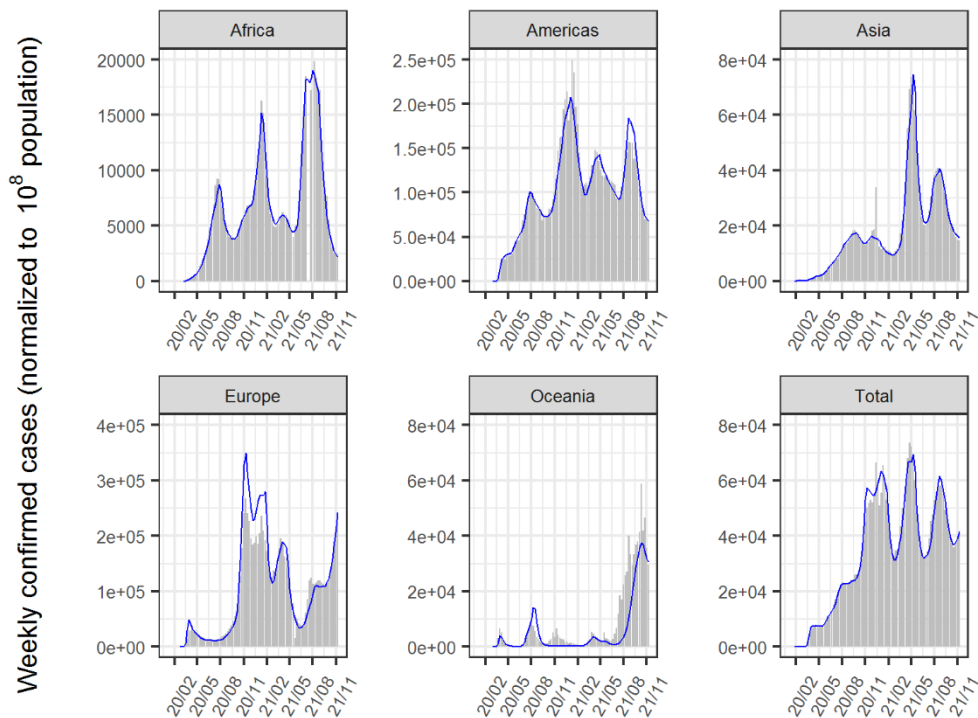 Weekly confirmed cases (normalized to 10⁸ population)
Africa
20000
15000
10000
5000
0
20/02 20/05 20/08 20/11 21/02 21/05 21/08 21/11
Americas
2.5e+05
2.0e+05
1.5e+05
1.0e+05
5.0e+04
0.0e+00
20/02 20/05 20/08 20/11 21/02 21/05 21/08 21/11
Asia
8e+04
6e+04
4e+04
2e+04
0e+00
20/02 20/05 20/08 20/11 21/02 21/05 21/08 21/11
Europe
4e+05
3e+05
2e+05
1e+05
0e+00
20/02 20/05 20/08 20/11 21/02 21/05 21/08 21/11
Oceania
8e+04
6e+04
4e+04
2e+04
0e+00
20/02 20/05 20/08 20/11 21/02 21/05 21/08 21/11
Total
8e+04
6e+04
4e+04
2e+04
0e+00
20/02 20/05 20/08 20/11 21/02 21/05 21/08 21/11